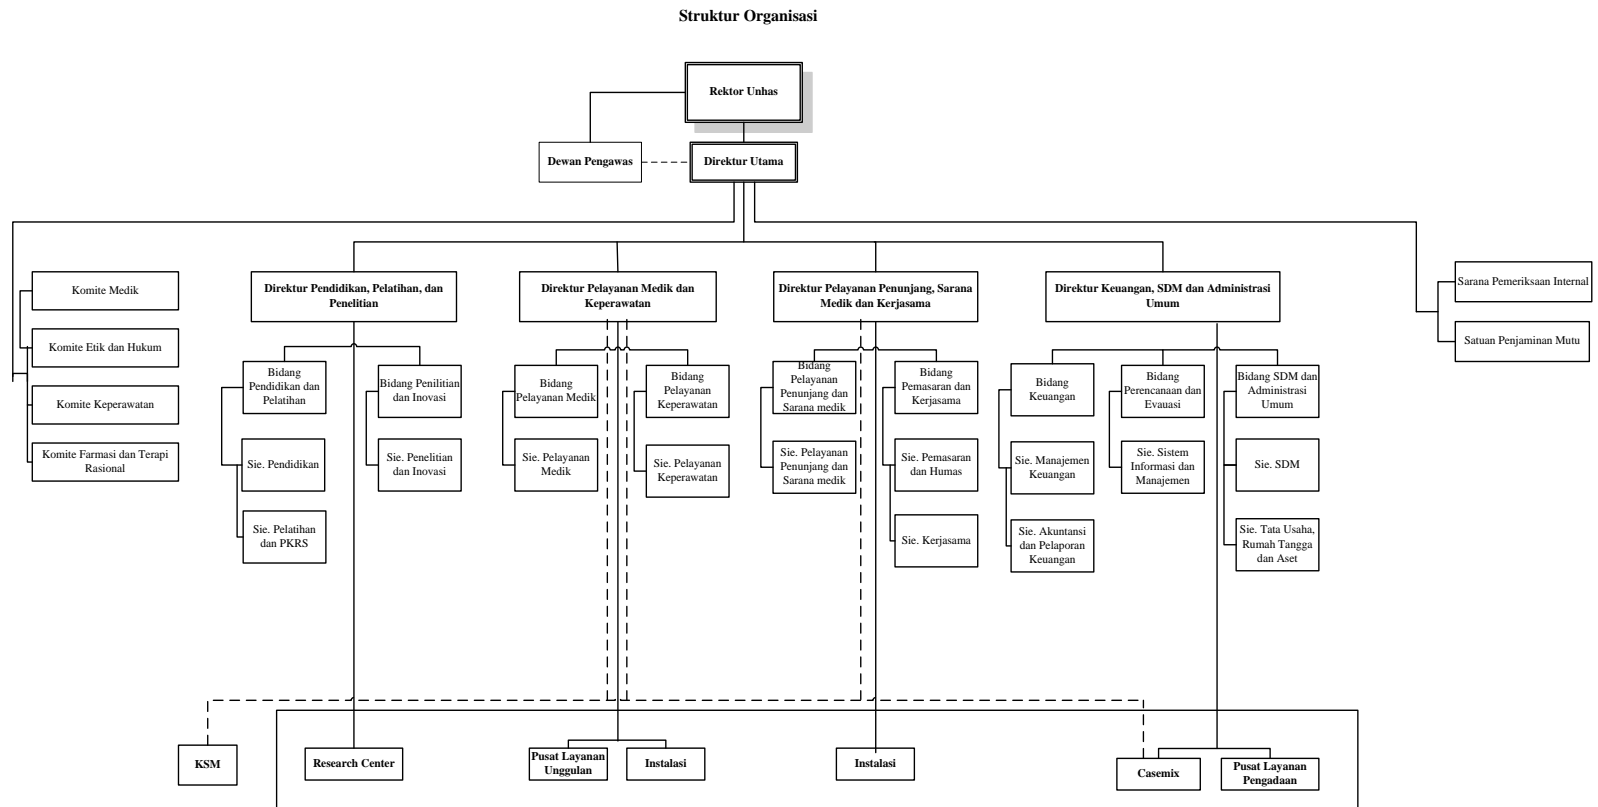 Struktur Organisasi
Rektor Unhas
Dewan Pengawas
Direktur Utama
Komite Medik
Komite Etik dan Hukum
Komite Keperawatan
Komite Farmasi dan Terapi
Rasional
Direktur Pendidikan, Pelatihan, dan
Penelitian
Bidang
Pendidikan dan
Pelatihan
Sie. Pendidikan
Sie. Pelatihan
dan PKRS
Bidang Penilitian
dan Inovasi
Sie. Penelitian
dan Inovasi
Direktur Pelayanan Medik dan
Keperawatan
Bidang
Pelayanan Medik
Sie. Pelayanan
Medik
Bidang
Pelayanan
Keperawatan
Sie. Pelayanan
Keperawatan
Direktur Pelayanan Penunjang, Sarana
Medik dan Kerjasama
Bidang
Pelayanan
Penunjang dan
Sarana medik
Sie. Pelayanan
Penunjang dan
Sarana medik
Bidang
Pemasaran dan
Kerjasama
Sie. Pemasaran
dan Humas
Sie. Kerjasama
Direktur Keuangan, SDM dan Administrasi
Umum
Bidang
Keuangan
Sie. Manajemen
Keuangan
Sie. Akuntansi
dan Pelaporan
Keuangan
Bidang
Perencanaan dan
Evauasi
Sie. Sistem
Informasi dan
Manajemen
Bidang SDM dan
Administrasi
Umum
Sie. SDM
Sie. Tata Usaha,
Rumah Tangga
dan Aset
Sarana Pemeriksaan Internal
Satuan Penjaminan Mutu
KSM
Research Center
Pusat Layanan
Unggulan
Instalasi
Instalasi
Casemix
Pusat Layanan
Pengadaan